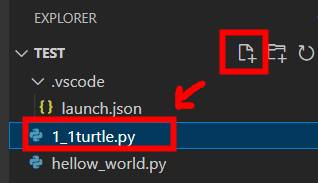 EXPLORER
TEST
.vscode
{} launch.json
1_1turtle.py
hellow_world.py